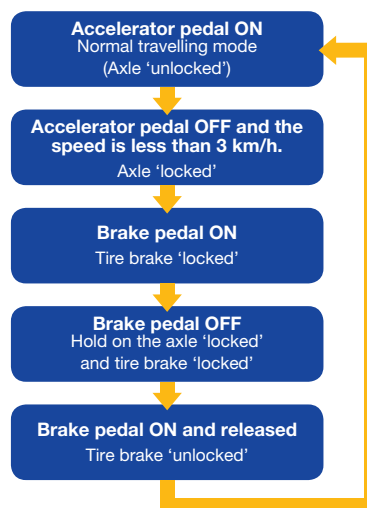 Accelerator pedal ON
Normal travelling mode
(Axle ‘unlocked’)
Accelerator pedal OFF and the
speed is less than 3 km/h.
Axle ‘locked’
Brake pedal ON
Tire brake ‘locked’
Brake pedal OFF
Hold on the axle ‘locked’
and tire brake ‘locked’
Brake pedal ON and released
Tire brake ‘unlocked’